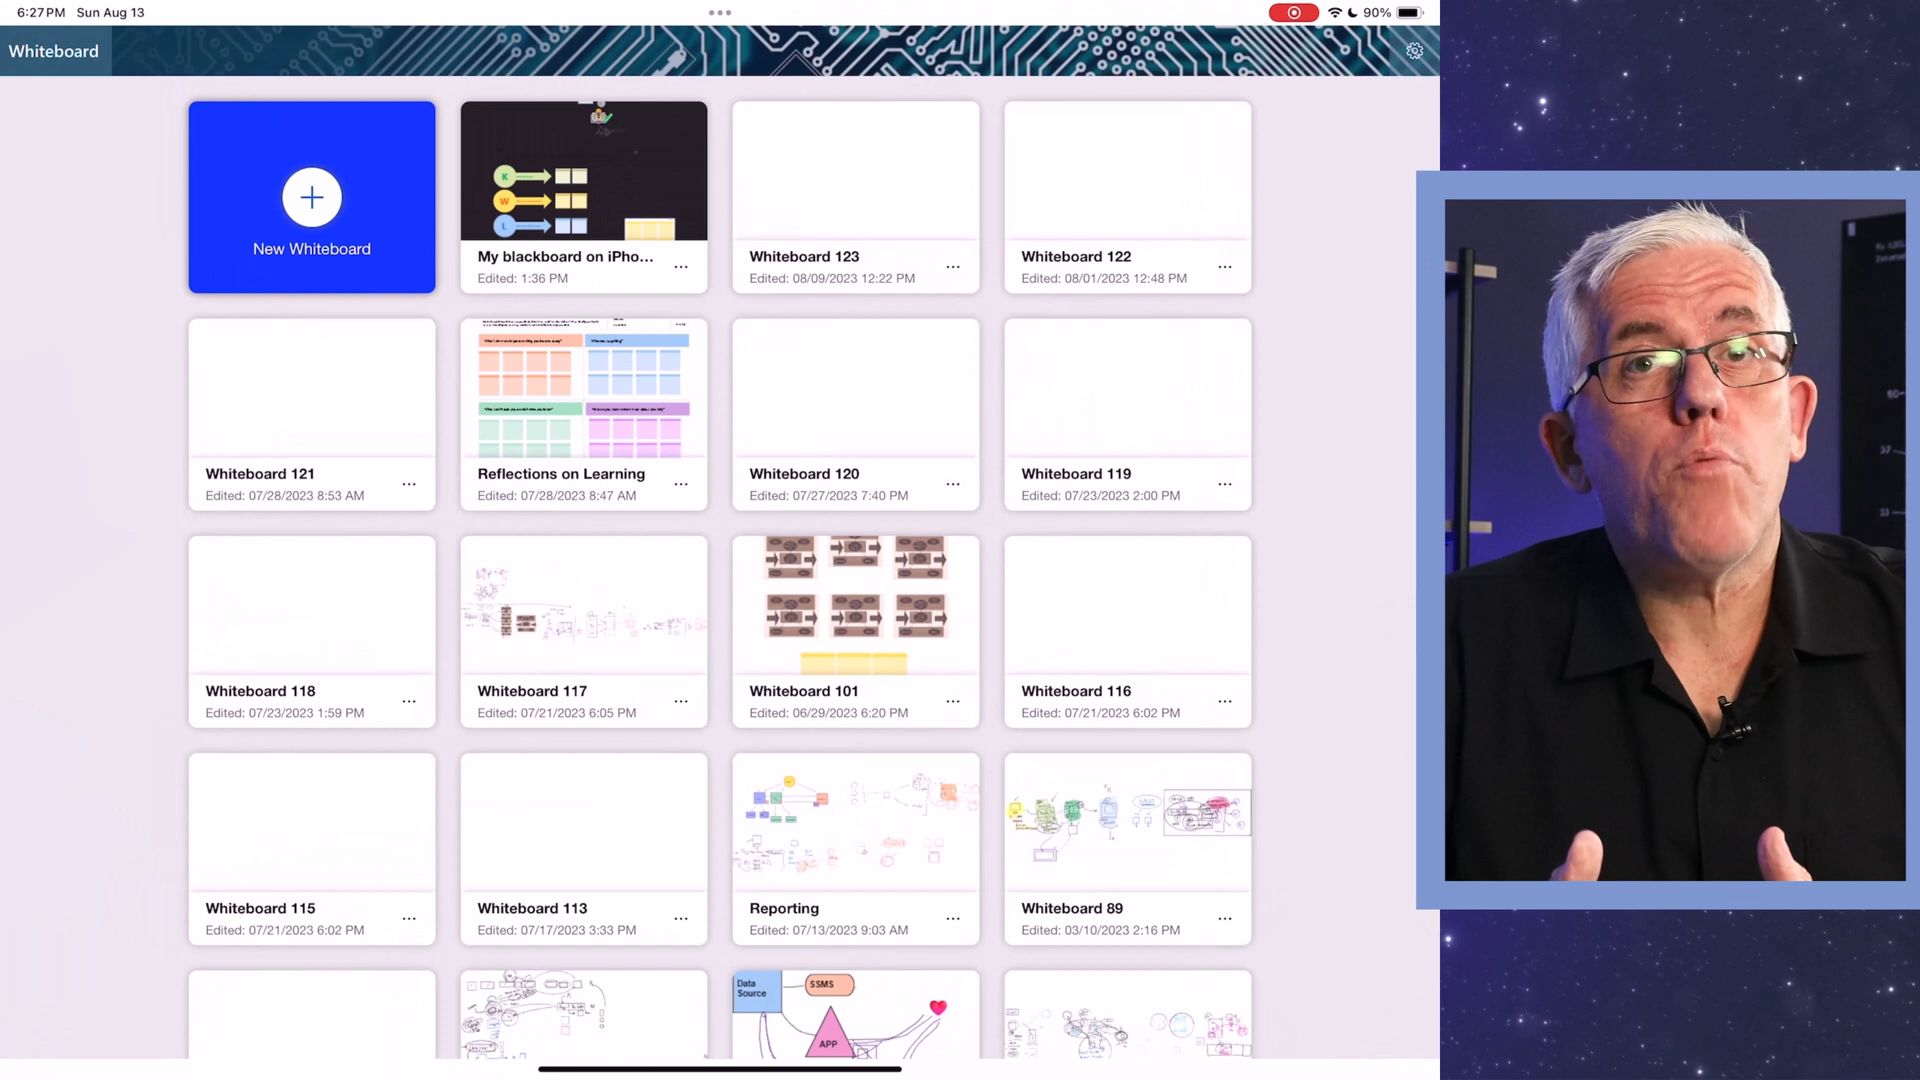 6:27 PM Sun Aug 13
90%
Whiteboard
New Whiteboard
K
W
L
My blackboard on iPho...
Edited: 1:36 PM
Whiteboard 123
Edited: 08/09/2023 12:22 PM
Whiteboard 122
Edited: 08/01/2023 12:48 PM
Whiteboard 121
Edited: 07/28/2023 8:53 AM
Reflections on Learning
Edited: 07/28/2023 8:47 AM
Whiteboard 120
Edited: 07/27/2023 7:40 PM
Whiteboard 119
Edited: 07/23/2023 2:00 PM
Whiteboard 118
Edited: 07/23/2023 1:59 PM
Whiteboard 117
Edited: 07/21/2023 6:05 PM
Whiteboard 101
Edited: 06/29/2023 6:20 PM
Whiteboard 116
Edited: 07/21/2023 6:02 PM
Whiteboard 115
Edited: 07/21/2023 6:02 PM
Whiteboard 113
Edited: 07/17/2023 3:33 PM
Reporting
Edited: 07/13/2023 9:03 AM
Whiteboard 89
Edited: 03/10/2023 2:16 PM
Data
Source
SSMS
APP